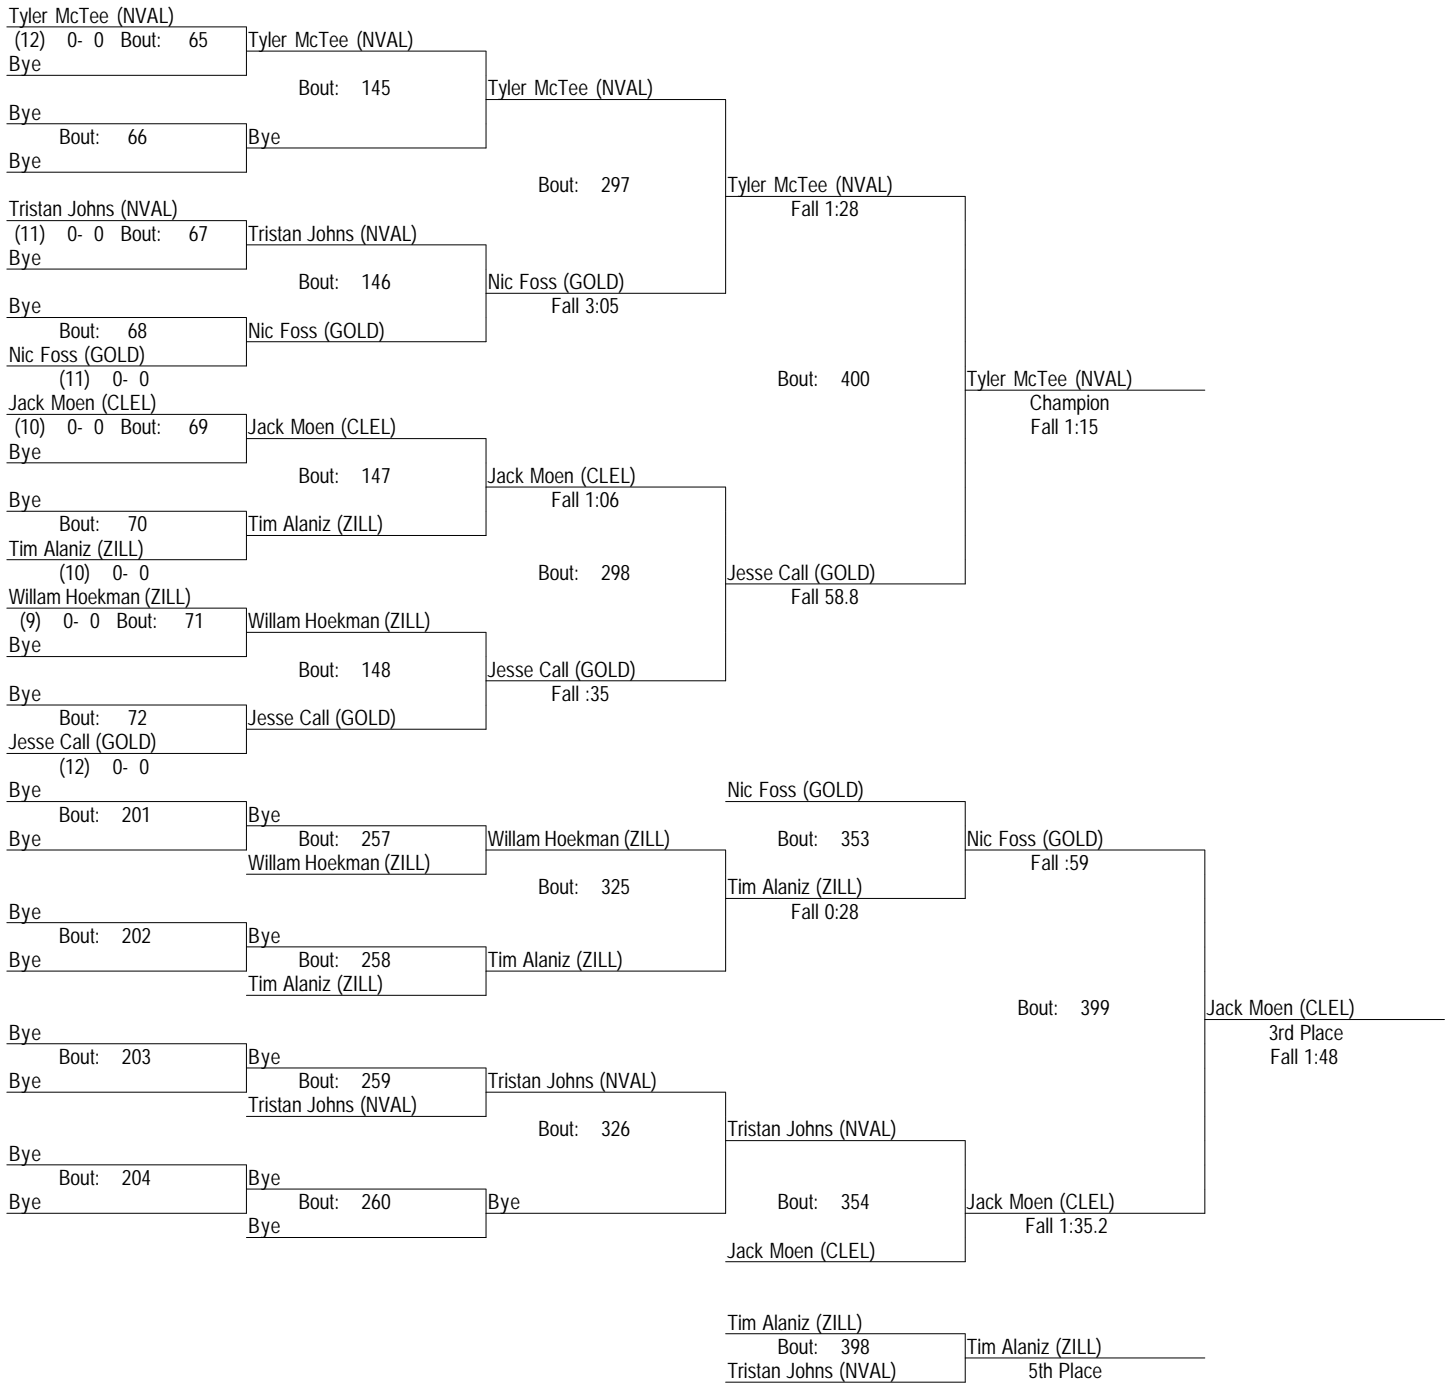 Tyler McTee (NVAL)
(12) 0- 0 Bout: 65 Tyler McTee (NVAL)
Bye
Bout: 145 Tyler McTee (NVAL)
Bye
Bout: 66 Bye
Bye
Bout: 297 Tyler McTee (NVAL)
Fall 1:28
Tristan Johns (NVAL)
(11) 0- 0 Bout: 67 Tristan Johns (NVAL)
Bye
Bout: 146 Nic Foss (GOLD)
Bye Fall 3:05
Bout: 68 Nic Foss (GOLD)
Nic Foss (GOLD)
(11) 0- 0 Bout: 400 Tyler McTee (NVAL)
Jack Moen (CLEL) Champion
(10) 0- 0 Bout: 69 Jack Moen (CLEL) Fall 1:15
Bye
Bout: 147 Jack Moen (CLEL)
Bye Fall 1:06
Bout: 70 Tim Alaniz (ZILL)
Tim Alaniz (ZILL)
(10) 0- 0 Bout: 298 Jesse Call (GOLD)
Willam Hoekman (ZILL) Fall 58.8
(9) 0- 0 Bout: 71 Willam Hoekman (ZILL)
Bye
Bout: 148 Jesse Call (GOLD)
Bye Fall :35
Bout: 72 Jesse Call (GOLD)
Jesse Call (GOLD)
(12) 0- 0
Bye Nic Foss (GOLD)
Bout: 201 Bye
Bye Bout: 257 Willam Hoekman (ZILL) Bout: 353 Nic Foss (GOLD)
Willam Hoekman (ZILL) Fall :59
Bout: 325 Tim Alaniz (ZILL)
Bye Fall 0:28
Bout: 202 Bye
Bye Bout: 258 Tim Alaniz (ZILL)
Tim Alaniz (ZILL)
Bout: 399 Jack Moen (CLEL)
Bye 3rd Place
Bout: 203 Bye Fall 1:48
Bye Bout: 259 Tristan Johns (NVAL)
Tristan Johns (NVAL)
Bout: 326 Tristan Johns (NVAL)
Bye
Bout: 204 Bye
Bye Bout: 260 Bye Bout: 354 Jack Moen (CLEL)
Bye Fall 1:35.2
Jack Moen (CLEL)
Tim Alaniz (ZILL)
Bout: 398 Tim Alaniz (ZILL)
Tristan Johns (NVAL) 5th Place